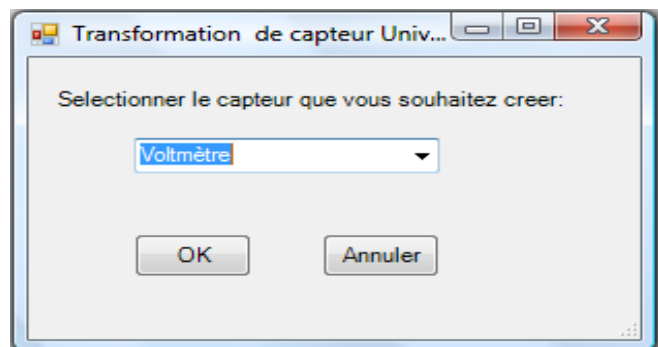 Transformation de capteur Univ...
Selectionner le capteur que vous souhaitez creer:
Voltmètre
OK
Annuler